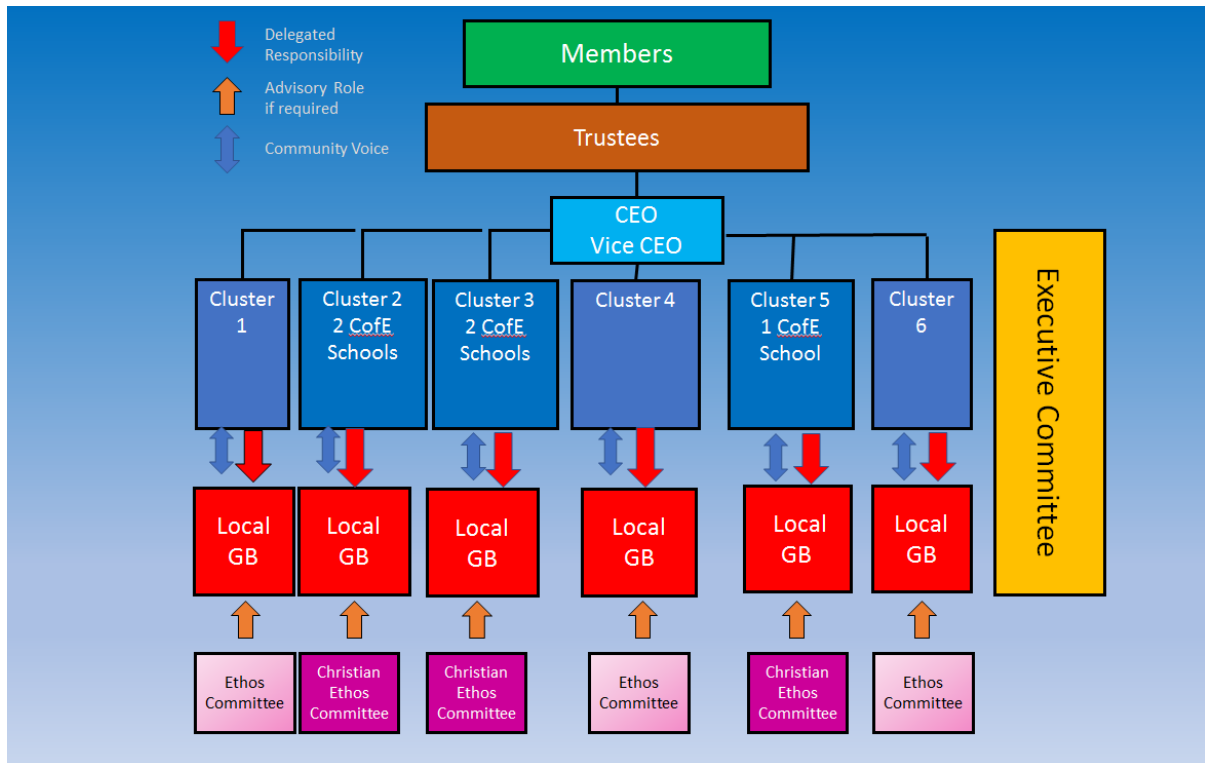 Delegated
Responsibility
Advisory Role
if required
Community Voice
Members
Trustees
CEO
Vice CEO
Cluster
1
Cluster 2
2 CofE
Schools
Cluster 3
2 CofE
Schools
Cluster 4
Cluster 5
1 CofE
School
Cluster
6
Executive Committee
Local
GB
Local
GB
Local
GB
Local
GB
Local
GB
Local
GB
Ethos
Committee
Christian
Ethos
Committee
Christian
Ethos
Committee
Ethos
Committee
Christian
Ethos
Committee
Ethos
Committee